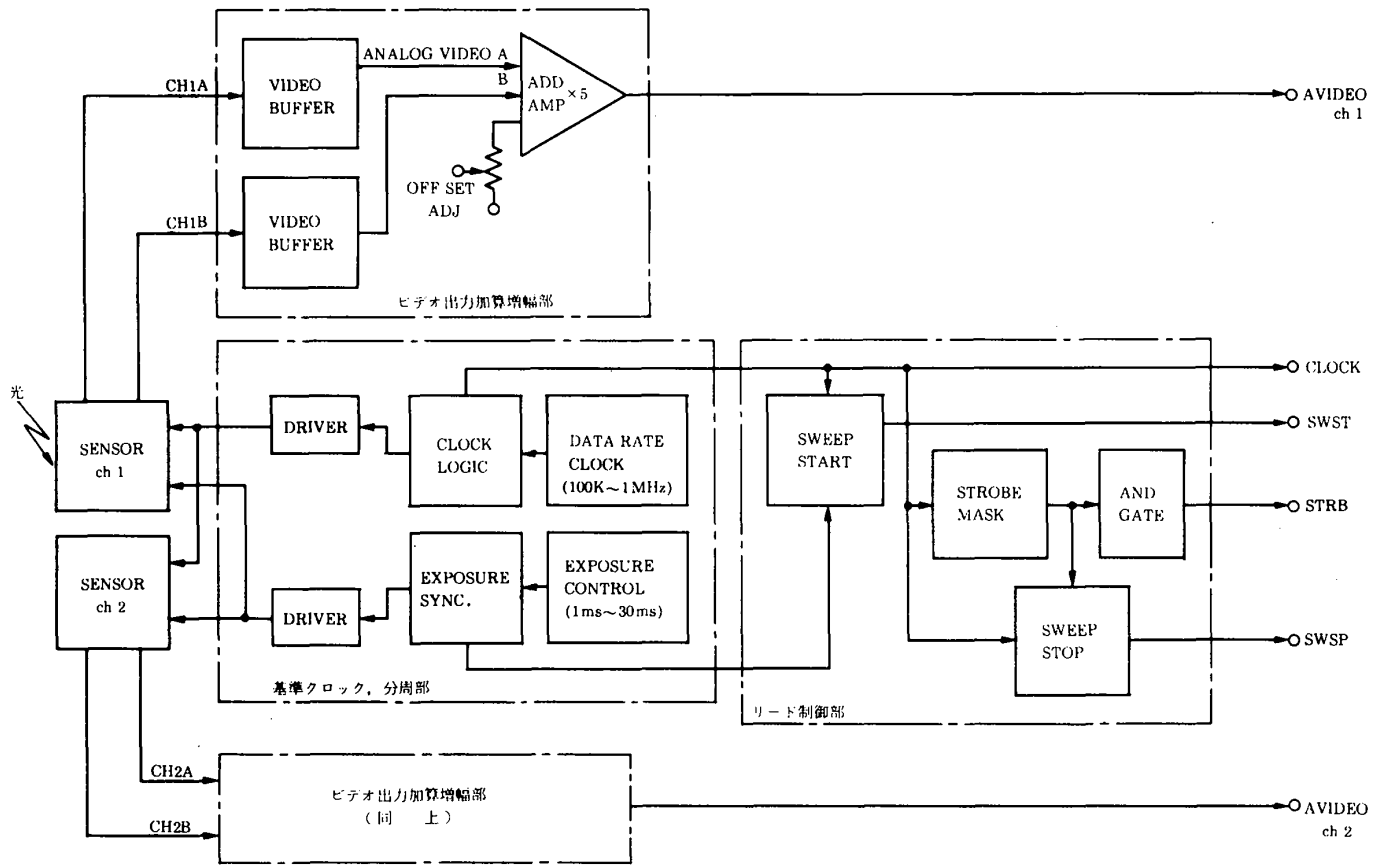 ANALOG VIDEO A
B
CH1A
VIDEO
BUFFER
ADD
AMP
×5
AVIDEO
ch 1
OFF SET
ADJ
CH1B
VIDEO
BUFFER
ビデオ出力加算増幅部
光
SENSOR
ch 1
DRIVER
CLOCK
LOGIC
DATA RATE
CLOCK
(100K~1MHz)
SWEEP
START
CLOCK
SWST
STROBE
MASK
AND
GATE
STRB
SENSOR
ch 2
DRIVER
EXPOSURE
SYNC.
EXPOSURE
CONTROL
(1ms~30ms)
SWEEP
STOP
SWSP
基準クロック,分周部
リード制御部
CH2A
CH2B
ビデオ出力加算増幅部
(同 上)
AVIDEO
ch 2